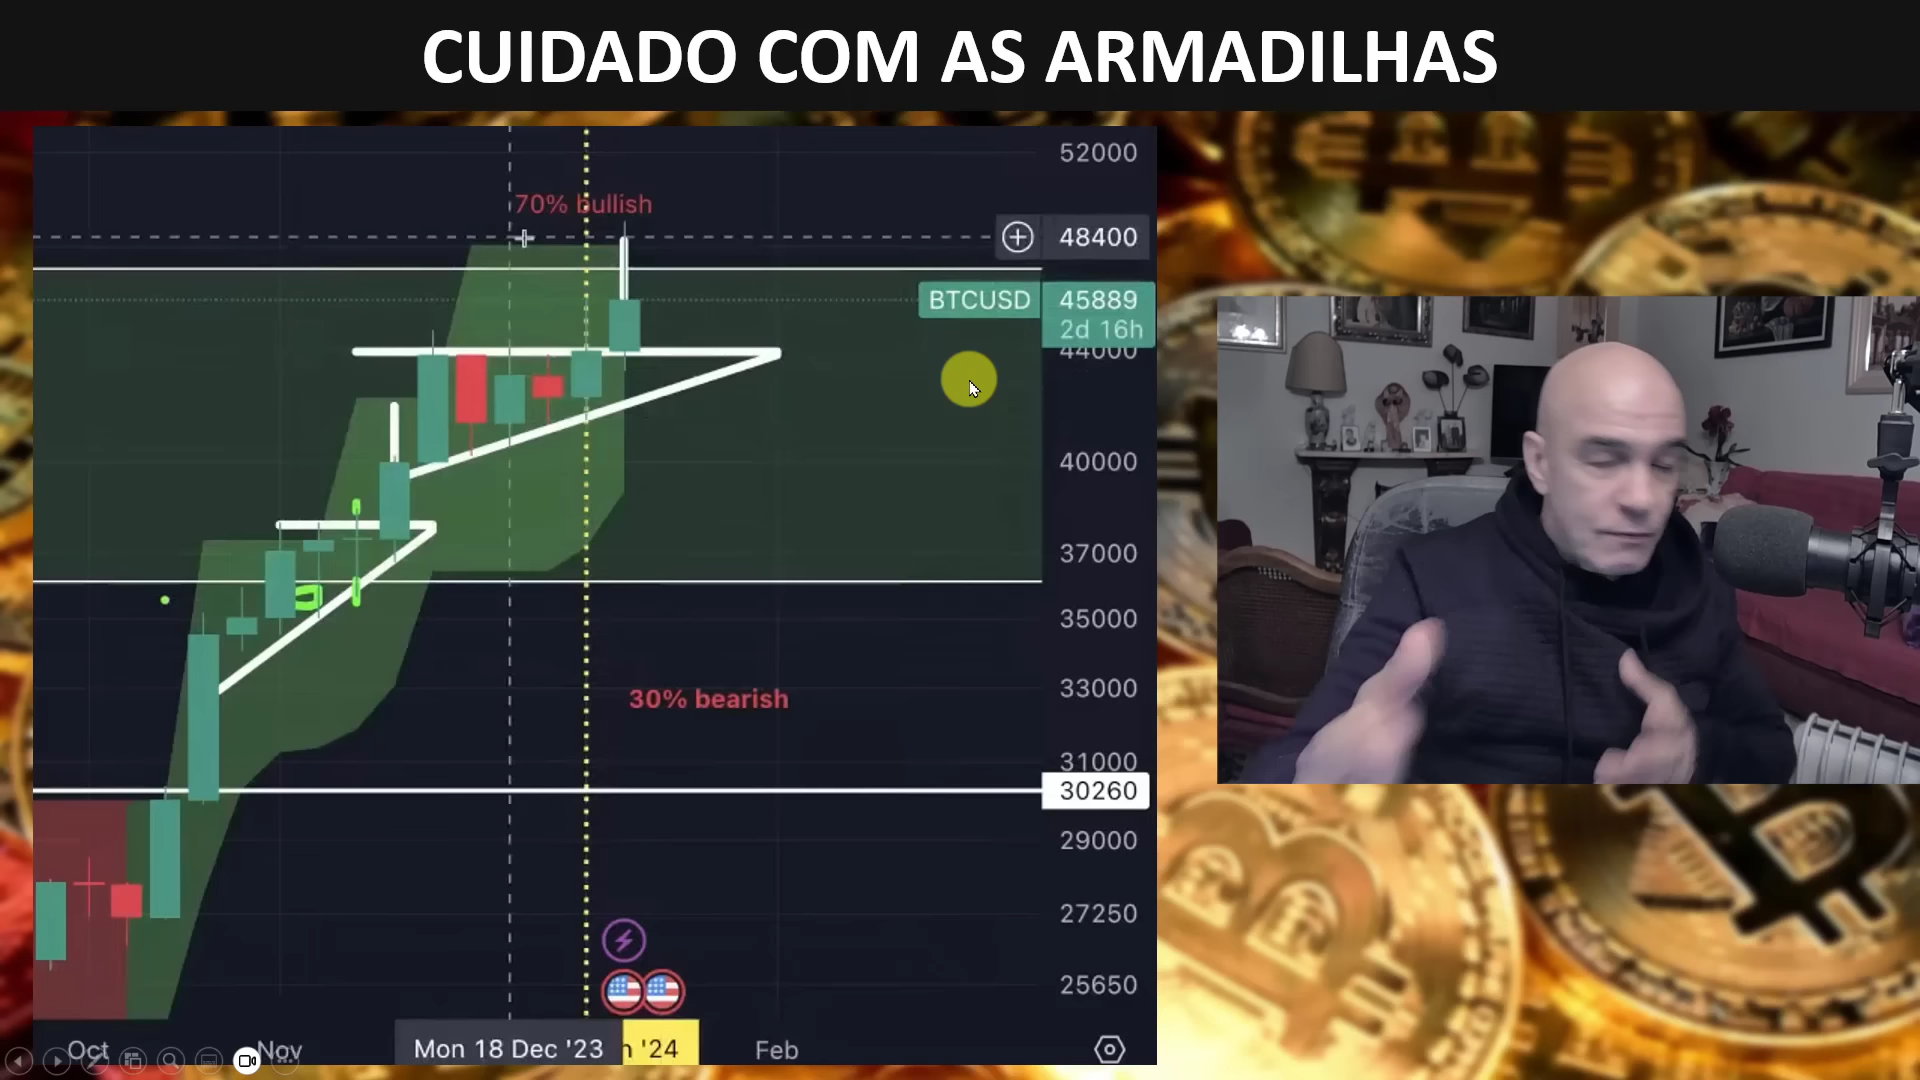 CUIDADO COM AS ARMADILHAS
52000
70% bullish
48400
BTCUSD 45889
2d 16h
44000
40000
37000
35000
33000
30% bearish
31000
30260
29000
27250
25650
Oct
Nov
Mon 18 Dec '23
'24
Feb